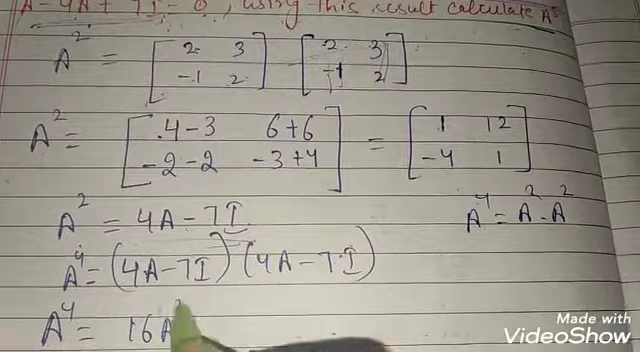 A² - 4A + 7I = 0, using this result calculate A⁵
A² = [2 3; -1 2] [2 3; -1 2]
A² = [4-3 6+6; -2-2 -3+4] = [1 12; -4 1]
A² = 4A - 7I A⁴ = A² · A²
A⁴ = (4A - 7I) (4A - 7I)
A⁴ = 16A²
Made with
VideoShow